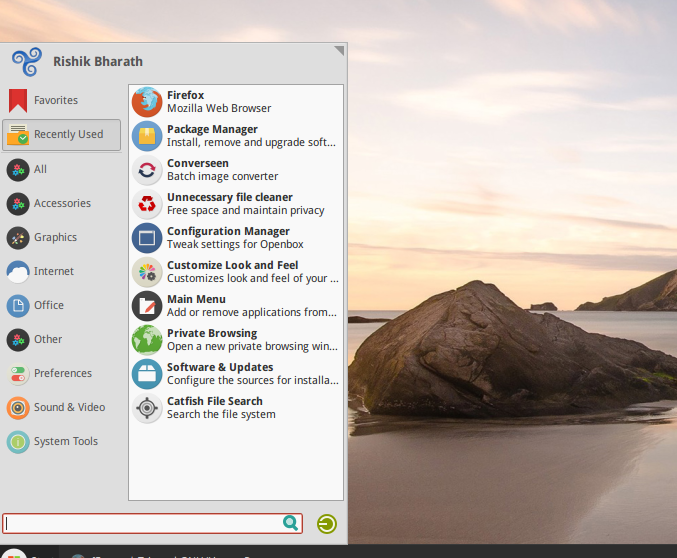 Rishik Bharath
Favorites
Recently Used
All
Accessories
Graphics
Internet
Office
Other
Preferences
Sound & Video
System Tools
Firefox
Mozilla Web Browser
Package Manager
Install, remove and upgrade soft...
Converseen
Batch image converter
Unnecessary file cleaner
Free space and maintain privacy
Configuration Manager
Tweak settings for Openbox
Customize Look and Feel
Customizes look and feel of your ...
Main Menu
Add or remove applications from...
Private Browsing
Open a new private browsing win...
Software & Updates
Configure the sources for installa...
Catfish File Search
Search the file system